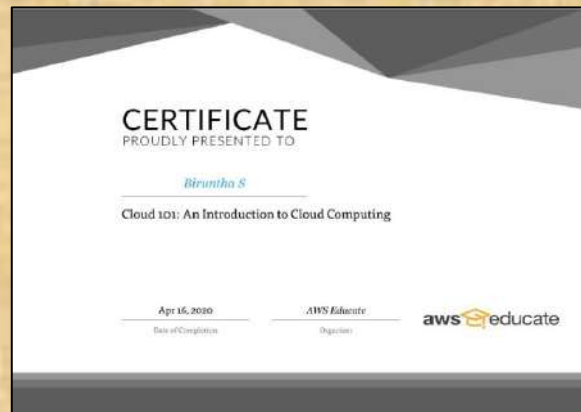 CERTIFICATE
PROUDLY PRESENTED TO
Biruntha S
Cloud 101: An Introduction to Cloud Computing
Apr 16, 2020
AWS Educate
Date of Completion
Organizer
aws educate